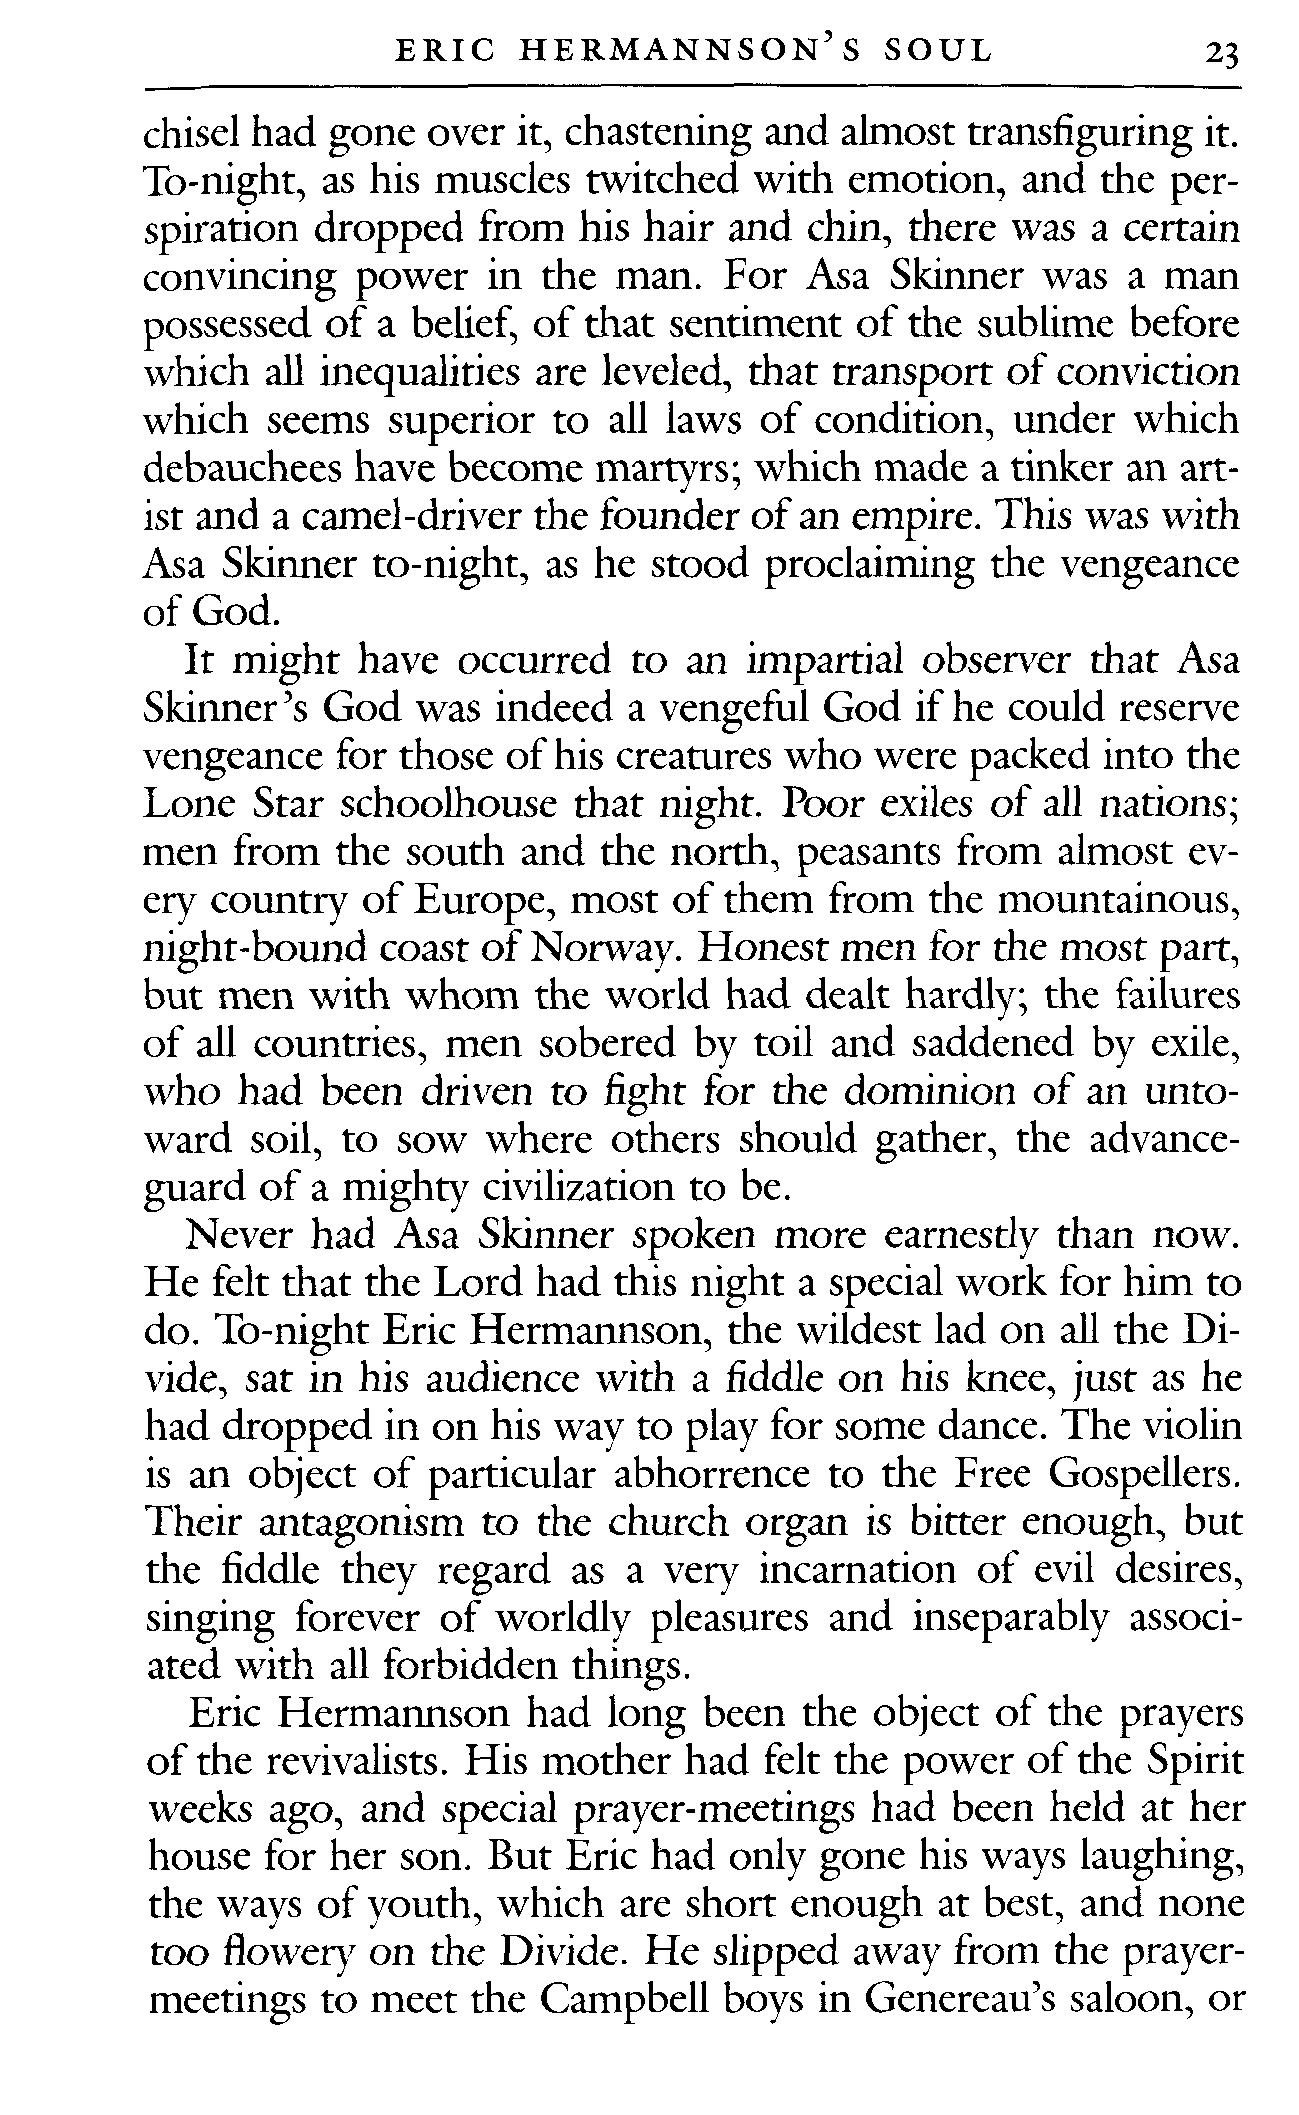 ERIC HERMANNSON'S SOUL 23
chisel had gone over it, chastening and almost transfiguring it.
To-night, as his muscles twitched with emotion, and the per-
spiration dropped from his hair and chin, there was a certain
convincing power in the man. For Asa Skinner was a man
possessed of a belief, of that sentiment of the sublime before
which all inequalities are leveled, that transport of conviction
which seems superior to all laws of condition, under which
debauchees have become martyrs; which made a tinker an art-
ist and a camel-driver the founder of an empire. This was with
Asa Skinner to-night, as he stood proclaiming the vengeance
of God.
It might have occurred to an impartial observer that Asa
Skinner's God was indeed a vengeful God if he could reserve
vengeance for those of his creatures who were packed into the
Lone Star schoolhouse that night. Poor exiles of all nations;
men from the south and the north, peasants from almost ev-
ery country of Europe, most of them from the mountainous,
night-bound coast of Norway. Honest men for the most part,
but men with whom the world had dealt hardly; the failures
of all countries, men sobered by toil and saddened by exile,
who had been driven to fight for the dominion of an unto-
ward soil, to sow where others should gather, the advance-
guard of a mighty civilization to be.
Never had Asa Skinner spoken more earnestly than now.
He felt that the Lord had this night a special work for him to
do. To-night Eric Hermannson, the wildest lad on all the Di-
vide, sat in his audience with a fiddle on his knee, just as he
had dropped in on his way to play for some dance. The violin
is an object of particular abhorrence to the Free Gospellers.
Their antagonism to the church organ is bitter enough, but
the fiddle they regard as a very incarnation of evil desires,
singing forever of worldly pleasures and inseparably associ-
ated with all forbidden things.
Eric Hermannson had long been the object of the prayers
of the revivalists. His mother had felt the power of the Spirit
weeks ago, and special prayer-meetings had been held at her
house for her son. But Eric had only gone his ways laughing,
the ways of youth, which are short enough at best, and none
too flowery on the Divide. He slipped away from the prayer-
meetings to meet the Campbell boys in Genereau's saloon, or